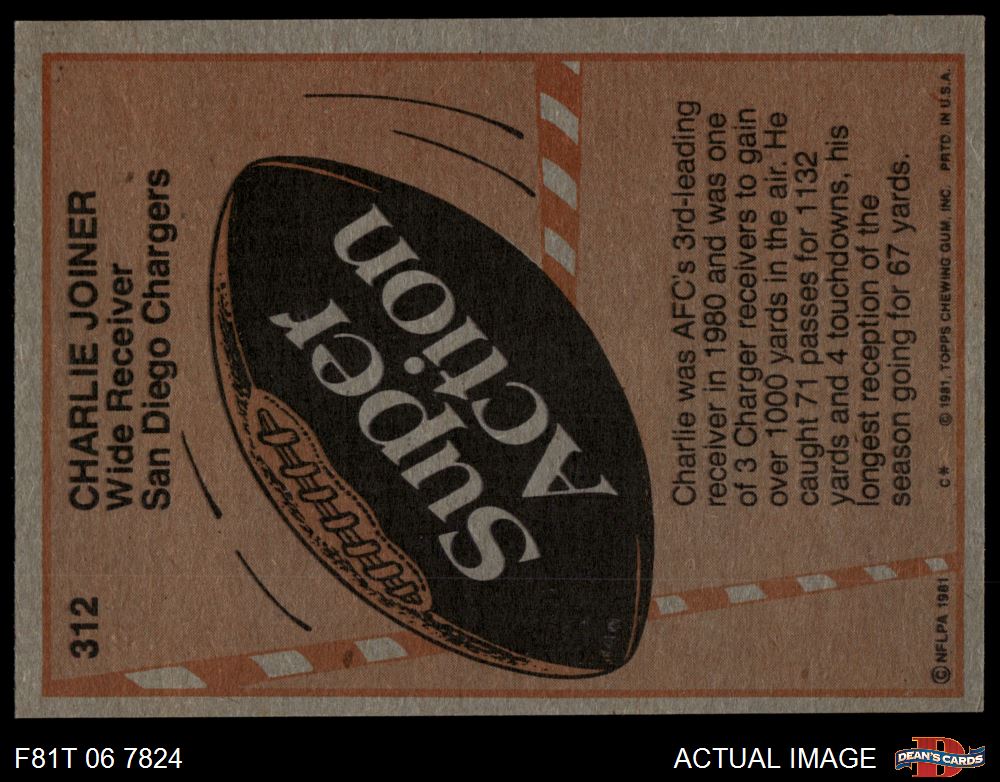 312
CHARLIE JOINER
Wide Receiver
San Diego Chargers
Super
Action
Charlie was AFC's 3rd-leading
receiver in 1980 and was one
of 3 Charger receivers to gain
over 1000 yards in the air. He
caught 71 passes for 1132
yards and 4 touchdowns, his
longest reception of the
season going for 67 yards.
© NFLPA 1981
C* © 1981, TOPPS CHEWING GUM, INC. PRTD. IN U.S.A.
F81T 06 7824
ACTUAL IMAGE
D
DEAN'S CARDS